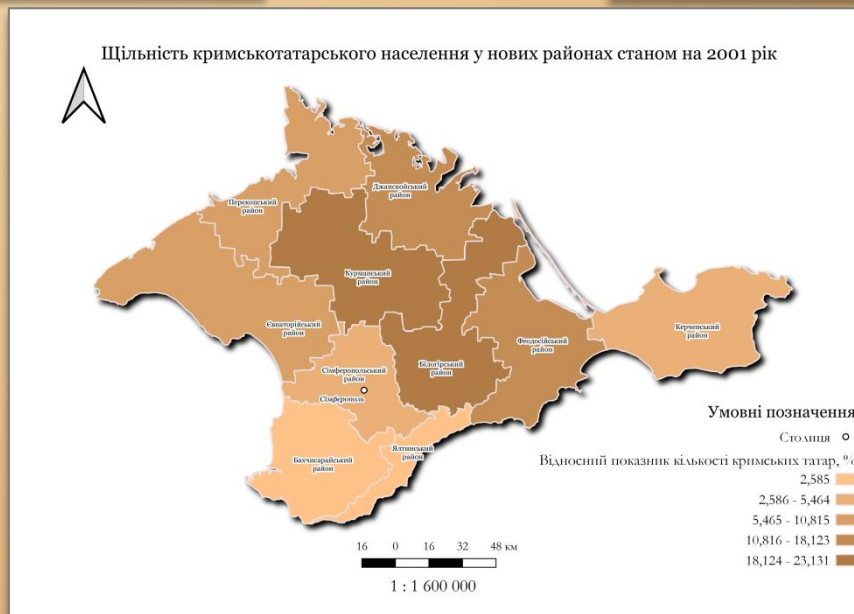 Щільність кримськотатарського населення у нових районах станом на 2001 рік
Джанкойський
район
Перекопський
район
Курманський
район
Євпаторійський
район
Керченський
район
Феодосійський
район
Сімферопольський
район
Білогірський
район
Сімферополь
Ялтинський
район
Бахчисарайський
район
Умовні позначення
Столиця
Відносний показник кількості кримських татар, %
2,585
2,586 - 5,464
5,465 - 10,815
10,816 - 18,123
18,124 - 23,131
16 0 16 32 48 км
1 : 1 600 000